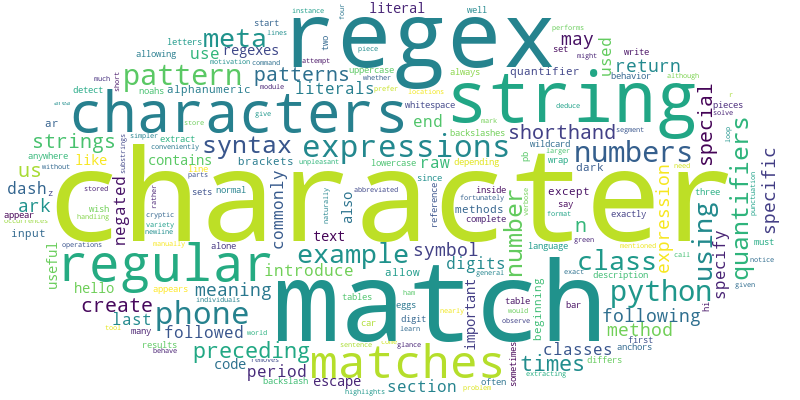 instance
four
literal
start
well
set
meta
regex
piece
performs
lines
letters
motivation
command
may
might
although
allowing
use
regexes
two
used
write
pattern
patterns
uppercase
always
return
detect
much
noahs
short
attempt
whether
quantifier
prefer
locations
behavior
alphanumeric
literals
module
whitespace
deduce
ar
store
simpler
extract
give
end
backslashes
mark
strings
string
characters
anywhere
contains
conveniently
syntax
expressions
shorthand
special
solve
segment
pieces
loop
us
like
without
substrings
brackets
lowercase
raw
wildcard
larger
numbers
dash
z
stored
parts
line
sets
normal
unpleasant
depending
pb
wrap
dark
three
ark
negated
abbreviated
rather
cryptic
variety
newline
commonly
since
inside
except
need
verbose
using
quantifiers
punctuation
character
appear
occurrences
input
handling
operations
alone
also
naturally
reference
methods
complete
fortunately
say
exactly
n
format
expression
specify
specific
wish
manually
appears
text
symbol
language
mentioned
call
must
useful
regular
example
digits
number
class
green
description
notice
hello
introduce
allow
general
exact
given
hi
meaning
tables
eggs
ham
important
table
bar
python
create
phone
match
car
digit
learn
would
observe
beginning
following
last
followed
individuals
world
nearly
glance
method
many
results
behave
preceding
removes
matches
sometimes
classes
first
anchors
code
period
sentence
times
differs
backslash
escape
section
often
extracting
highlights
problem